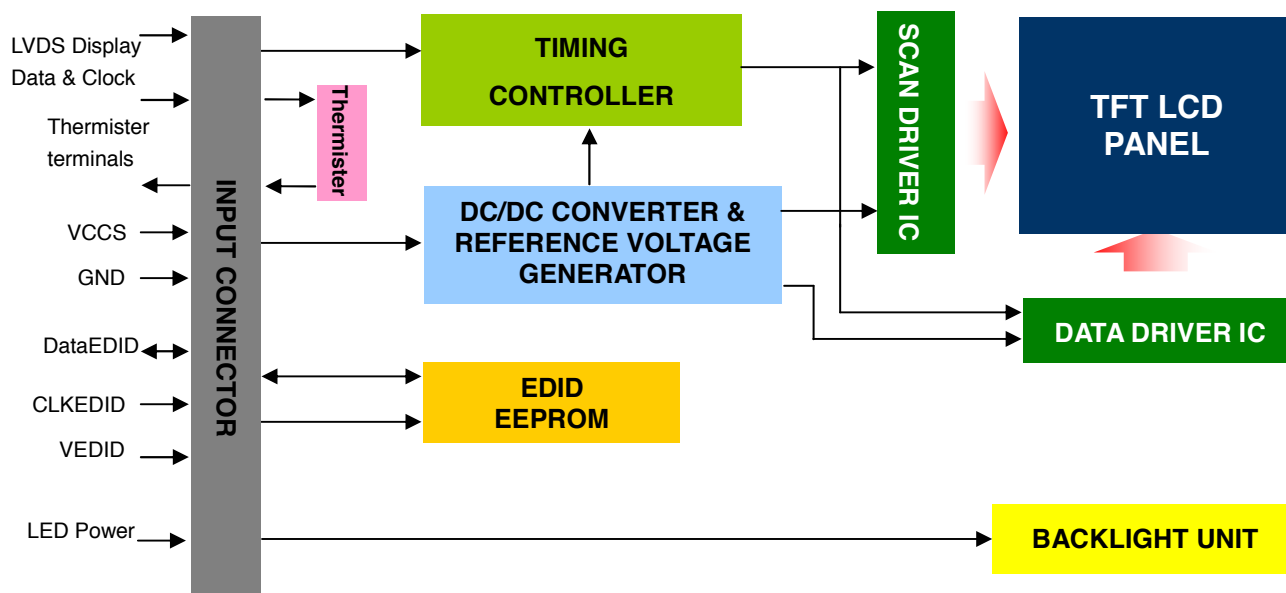 LVDS Display
Data & Clock
Thermister
terminals
VCCS
GND
DataEDID
CLKEDID
VEDID
LED Power
INPUT CONNECTOR
Thermister
TIMING
CONTROLLER
DC/DC CONVERTER &
REFERENCE VOLTAGE
GENERATOR
EDID
EEPROM
SCAN DRIVER IC
TFT LCD
PANEL
DATA DRIVER IC
BACKLIGHT UNIT